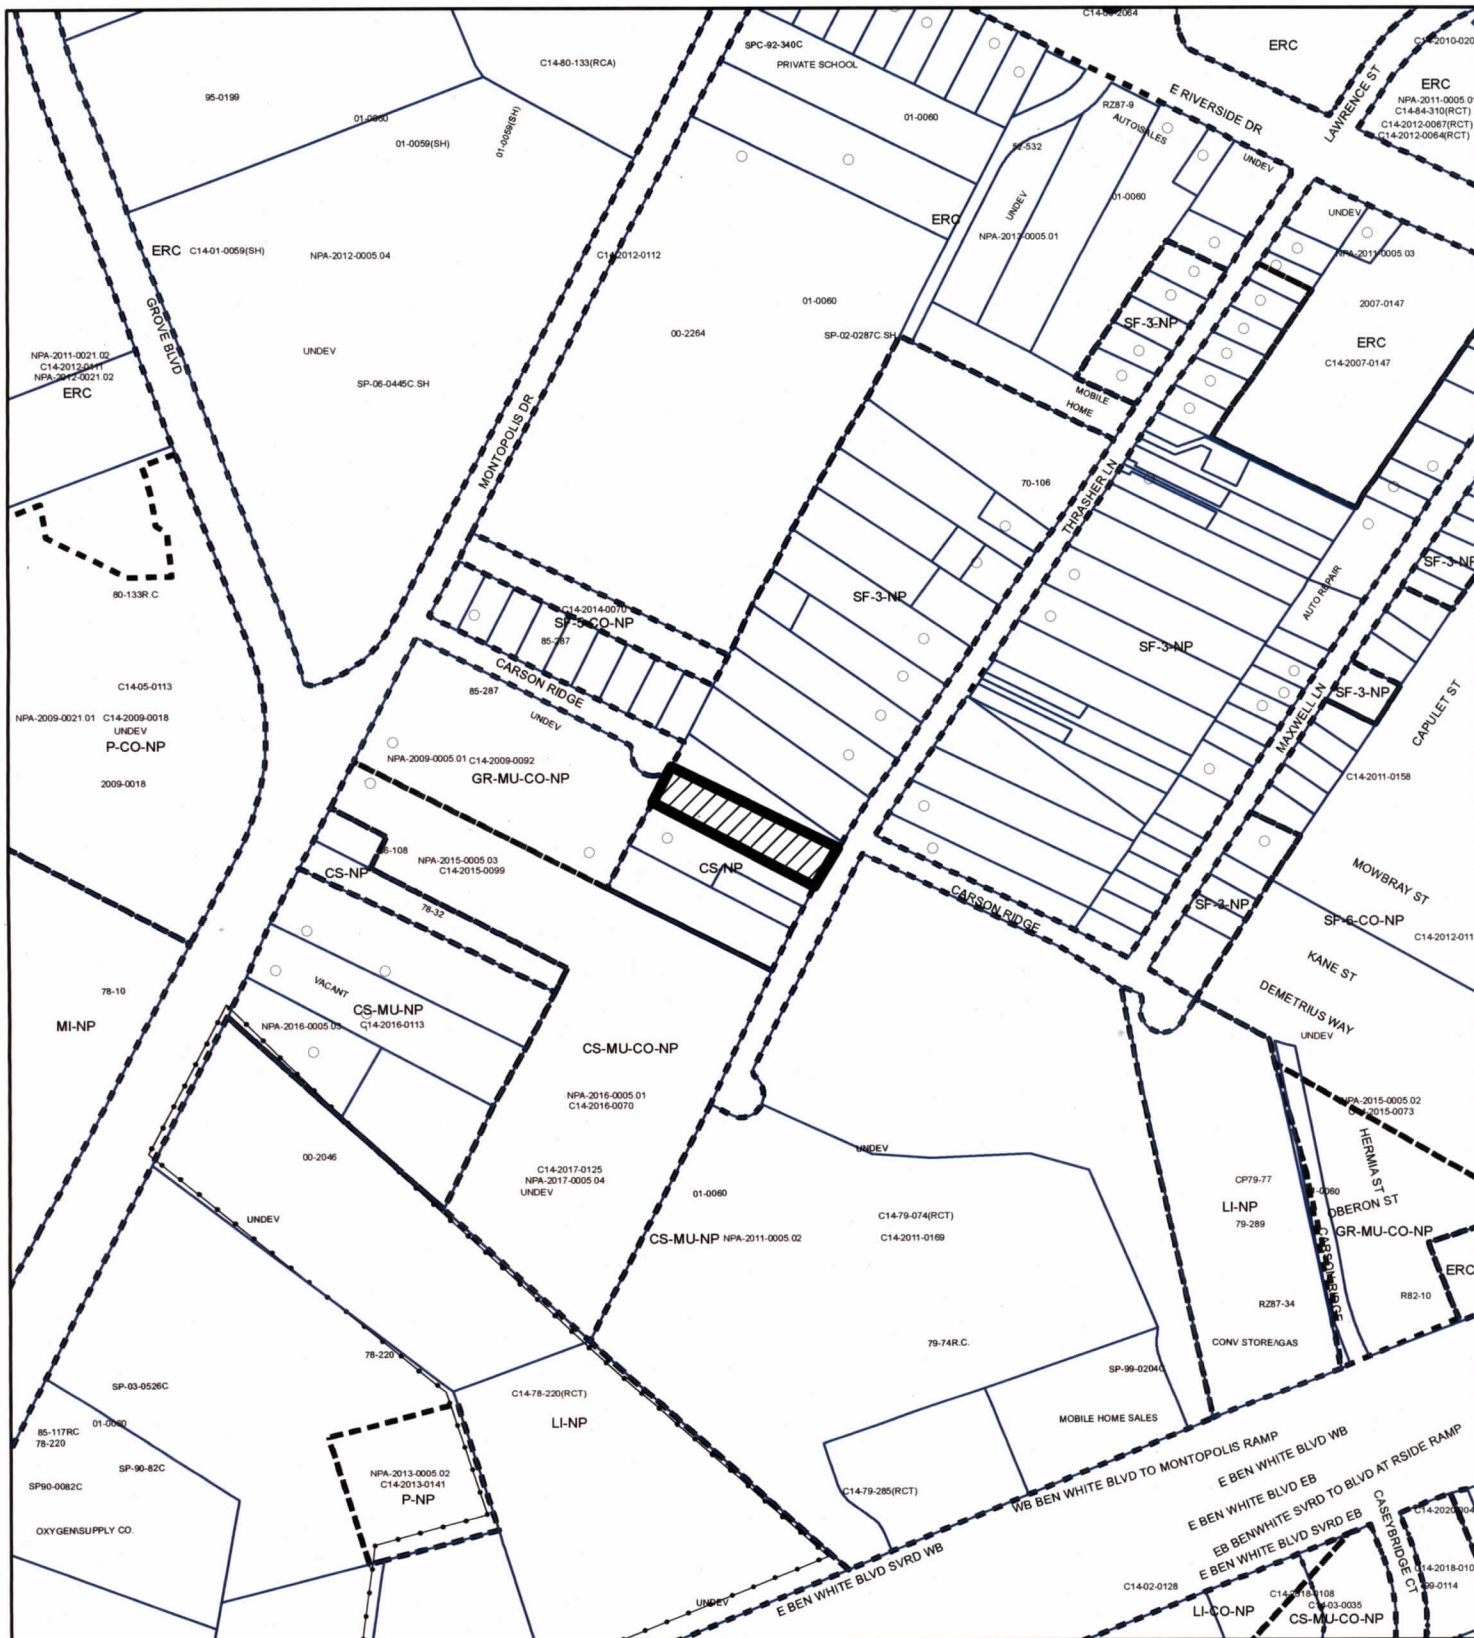 C14-80-133(RCA)
SPC-92-340C
PRIVATE SCHOOL
ERC
C14-2010-020
95-0199
01-0060
01-0059(SH)
01-0059(SH)
01-0060
RZ87-9
AUTO SALES
E RIVERSIDE DR
LAWRENCE ST
ERC
NPA-2011-0005.01
C14-84-310(RCT)
C14-2012-0067(RCT)
C14-2012-0064(RCT)
UNDEV
UNDEV
01-0060
ERC
NPA-2013-0005.01
UNDEV
NPA-2011-0005.03
ERC
C14-01-0059(SH)
NPA-2012-0005.04
C14-2012-0112
01-0060
2007-0147
GROVE BLVD
00-2264
SP-02-0287C.SH
SF-3-NP
ERC
C14-2007-0147
UNDEV
NPA-2011-0021.02
C14-2012-0111
NPA-2012-0021.02
ERC
SP-06-0445C.SH
MONTOPOLIS DR
MOBILE
HOME
70-106
THRASHER LN
SF-3-NP
80-133R.C.
C14-2014-0070
SF-5-CO-NP
85-287
SF-3-NP
AUTO REPAIR
SF-3-NP
C14-05-0113
CARSON RIDGE
85-287
UNDEV
SF-3-NP
MAXWELL LN
CAPULET ST
NPA-2009-0021.01 C14-2009-0018
UNDEV
P-CO-NP
2009-0018
NPA-2009-0005.01 C14-2009-0092
GR-MU-CO-NP
C14-2011-0158
NPA-2015-0005.03
C14-2015-0099
CS-NP
CS-NP
78-32
CARSON RIDGE
MOWBRAY ST
SF-3-NP
SF-6-CO-NP
C14-2012-011
KANE ST
DEMETRIUS WAY
UNDEV
78-10
MI-NP
VACANT
CS-MU-NP
NPA-2016-0005.03
C14-2016-0113
CS-MU-CO-NP
NPA-2016-0005.01
C14-2016-0070
NPA-2015-0005.02
C14-2015-0073
HERMIA ST
00-2046
UNDEV
C14-2017-0125
NPA-2017-0005.04
UNDEV
01-0060
CP79-77
LI-NP
79-289
OBERON ST
GR-MU-CO-NP
CARSON RIDGE
UNDEV
C14-79-074(RCT)
C14-2011-0169
CS-MU-NP NPA-2011-0005.02
ERC
R82-10
RZ87-34
CONV STORE/GAS
79-74R.C.
SP-99-0204C
78-220
SP-03-0526C
C14-78-220(RCT)
LI-NP
MOBILE HOME SALES
01-0060
85-117RC
78-220
SP-90-82C
SP90-0082C
NPA-2013-0005.02
C14-2013-0141
P-NP
C14-79-285(RCT)
OXYGEN\SUPPLY CO.
WB BEN WHITE BLVD TO MONTOPOLIS RAMP
E BEN WHITE BLVD WB
E BEN WHITE BLVD EB
EB BENWHITE SVRD TO BLVD AT RSIDE RAMP
E BEN WHITE BLVD SVRD EB
E BEN WHITE BLVD SVRD WB
UNDEV
CASEYBRIDGE CT
C14-02-0128
LI-CO-NP
C14-2018-0108
C14-03-0035
CS-MU-CO-NP
C14-2018-010
99-0114